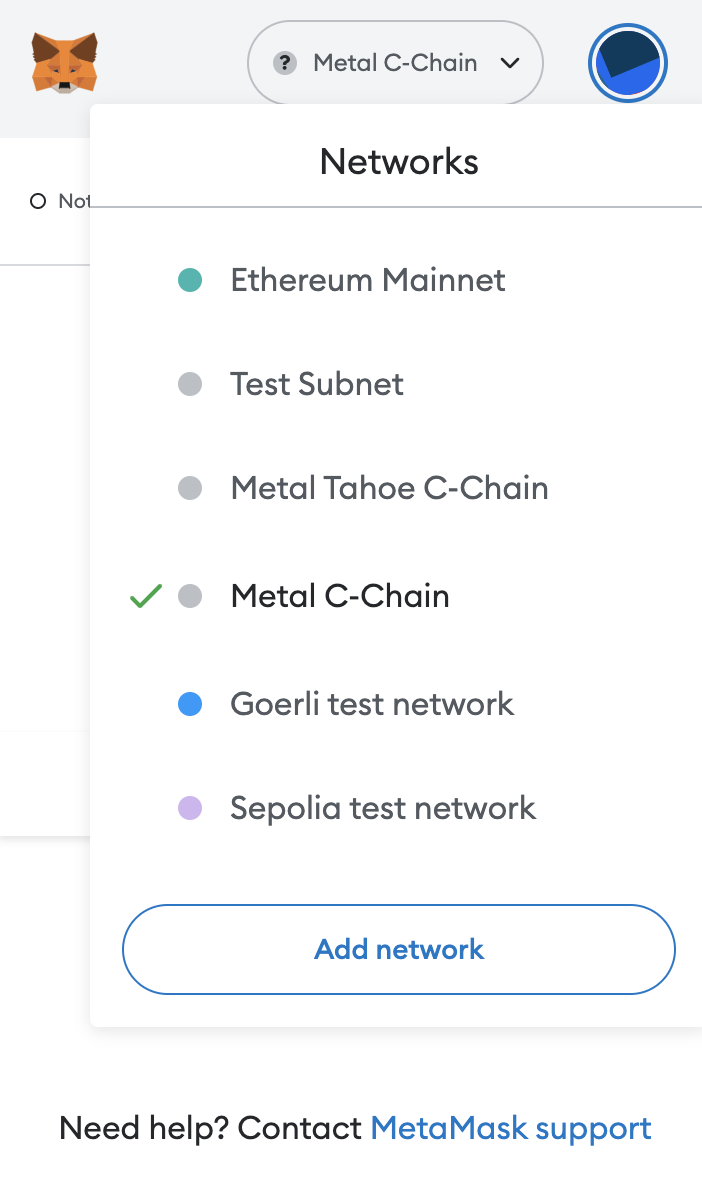 ? Metal C-Chain
Networks
Not
Ethereum Mainnet
Test Subnet
Metal Tahoe C-Chain
Metal C-Chain
Goerli test network
Sepolia test network
Add network
Need help? Contact MetaMask support